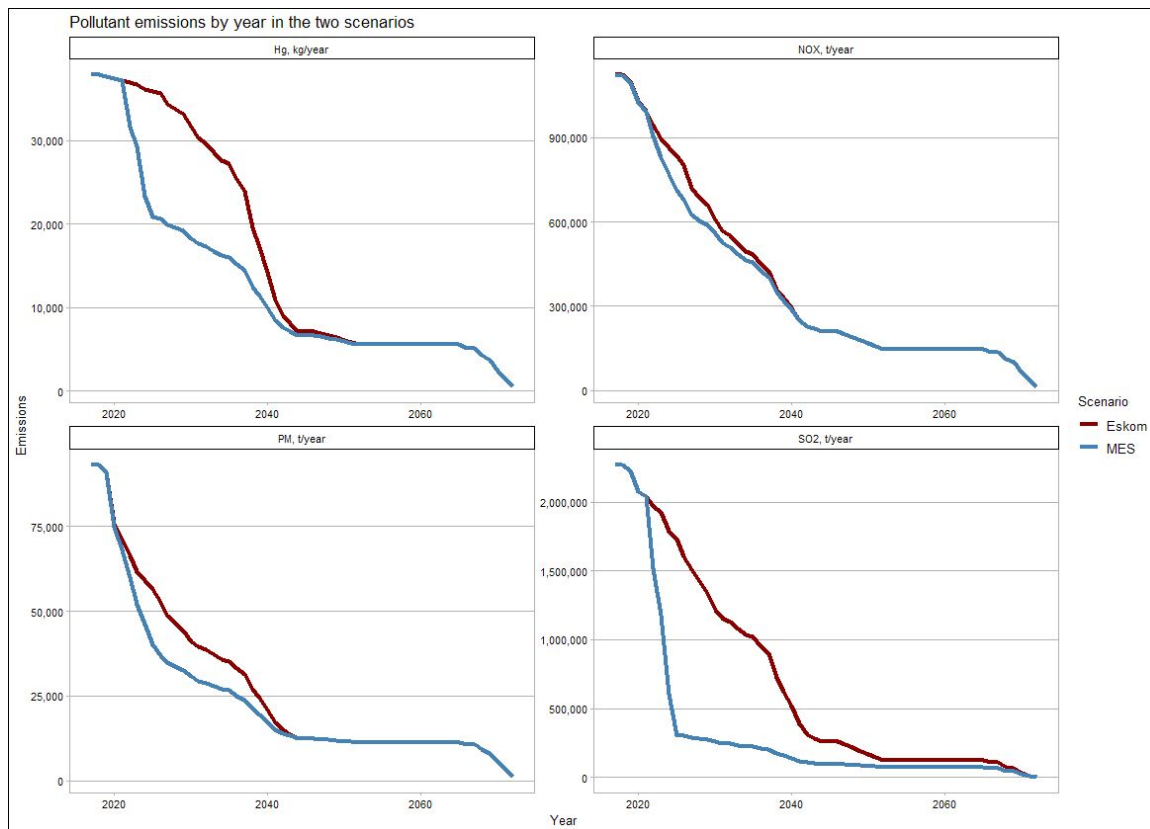 Pollutant emissions by year in the two scenarios
Hg, kg/year
30,000
20,000
10,000
0
2020 2040 2060
NOX, t/year
900,000
600,000
300,000
0
2020 2040 2060
PM, t/year
75,000
50,000
25,000
0
2020 2040 2060
SO2, t/year
2,000,000
1,500,000
1,000,000
500,000
0
2020 2040 2060
Emissions
Year
Scenario
Eskom
MES